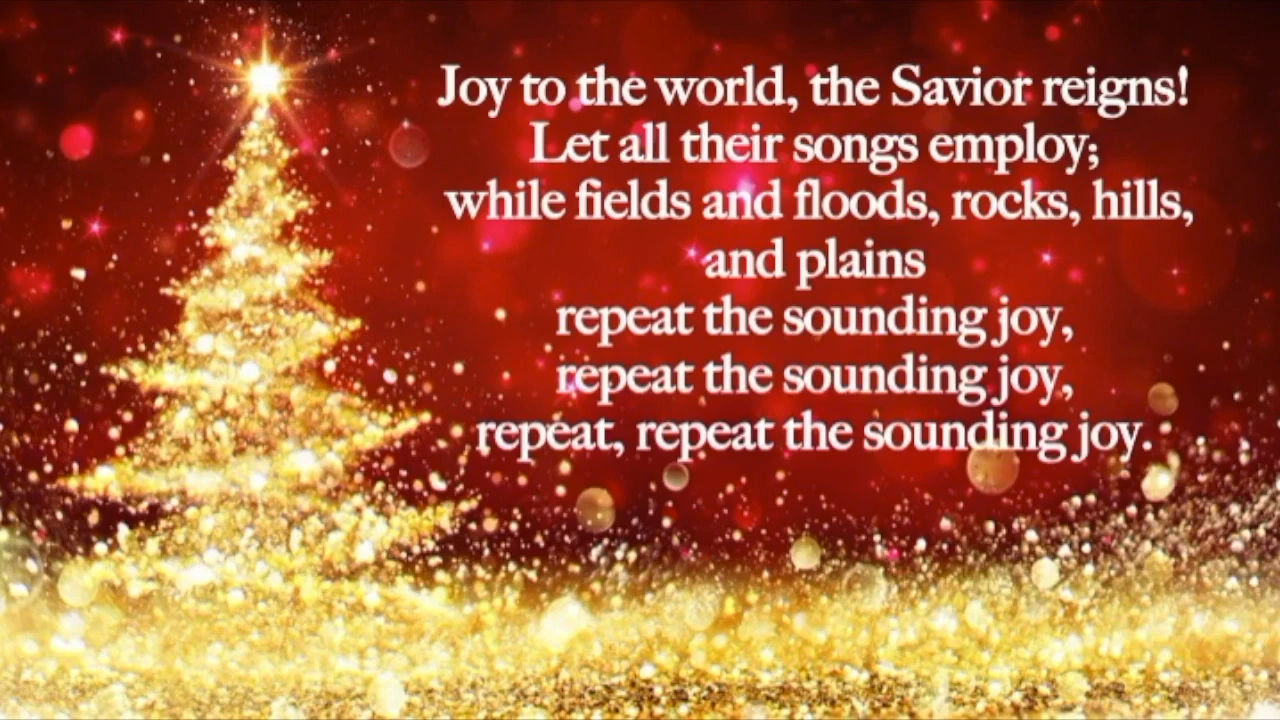 Joy to the world, the Savior reigns!
Let all their songs employ;
while fields and floods, rocks, hills,
and plains
repeat the sounding joy,
repeat the sounding joy,
repeat, repeat the sounding joy.